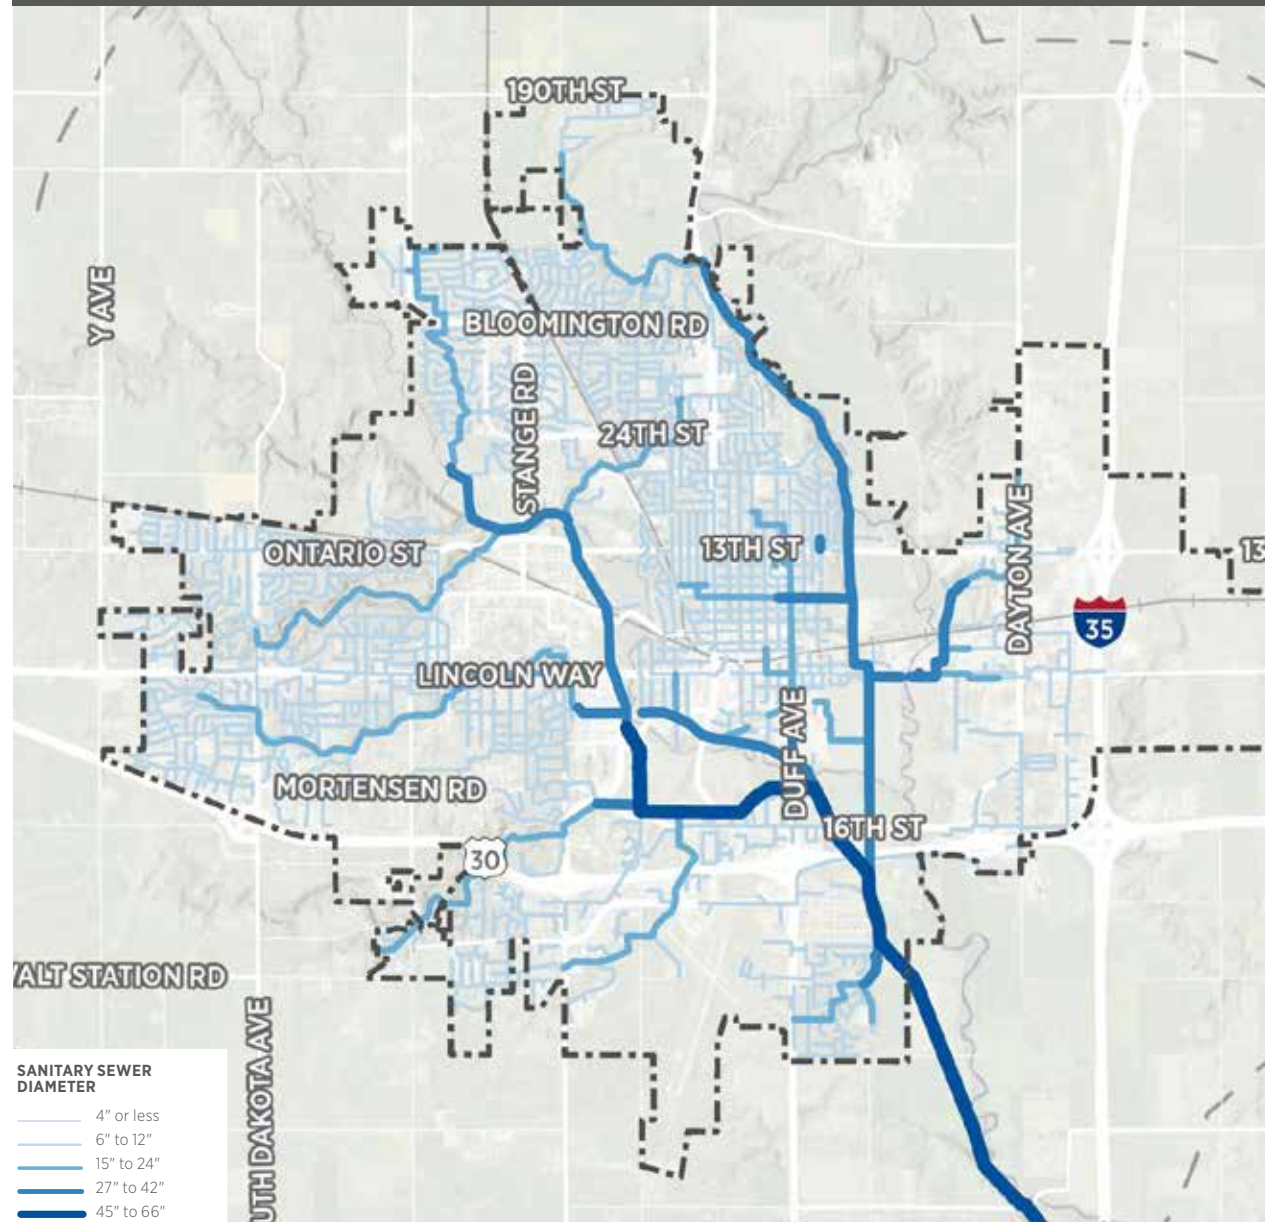 190TH ST
Y AVE
BLOOMINGTON RD
STANGE RD
24TH ST
ONTARIO ST
13TH ST
13
DAYTON AVE
35
LINCOLN WAY
DUFF AVE
MORTENSEN RD
16TH ST
30
ALT STATION RD
UTH DAKOTA AVE
SANITARY SEWER
DIAMETER
4" or less
6" to 12"
15" to 24"
27" to 42"
45" to 66"